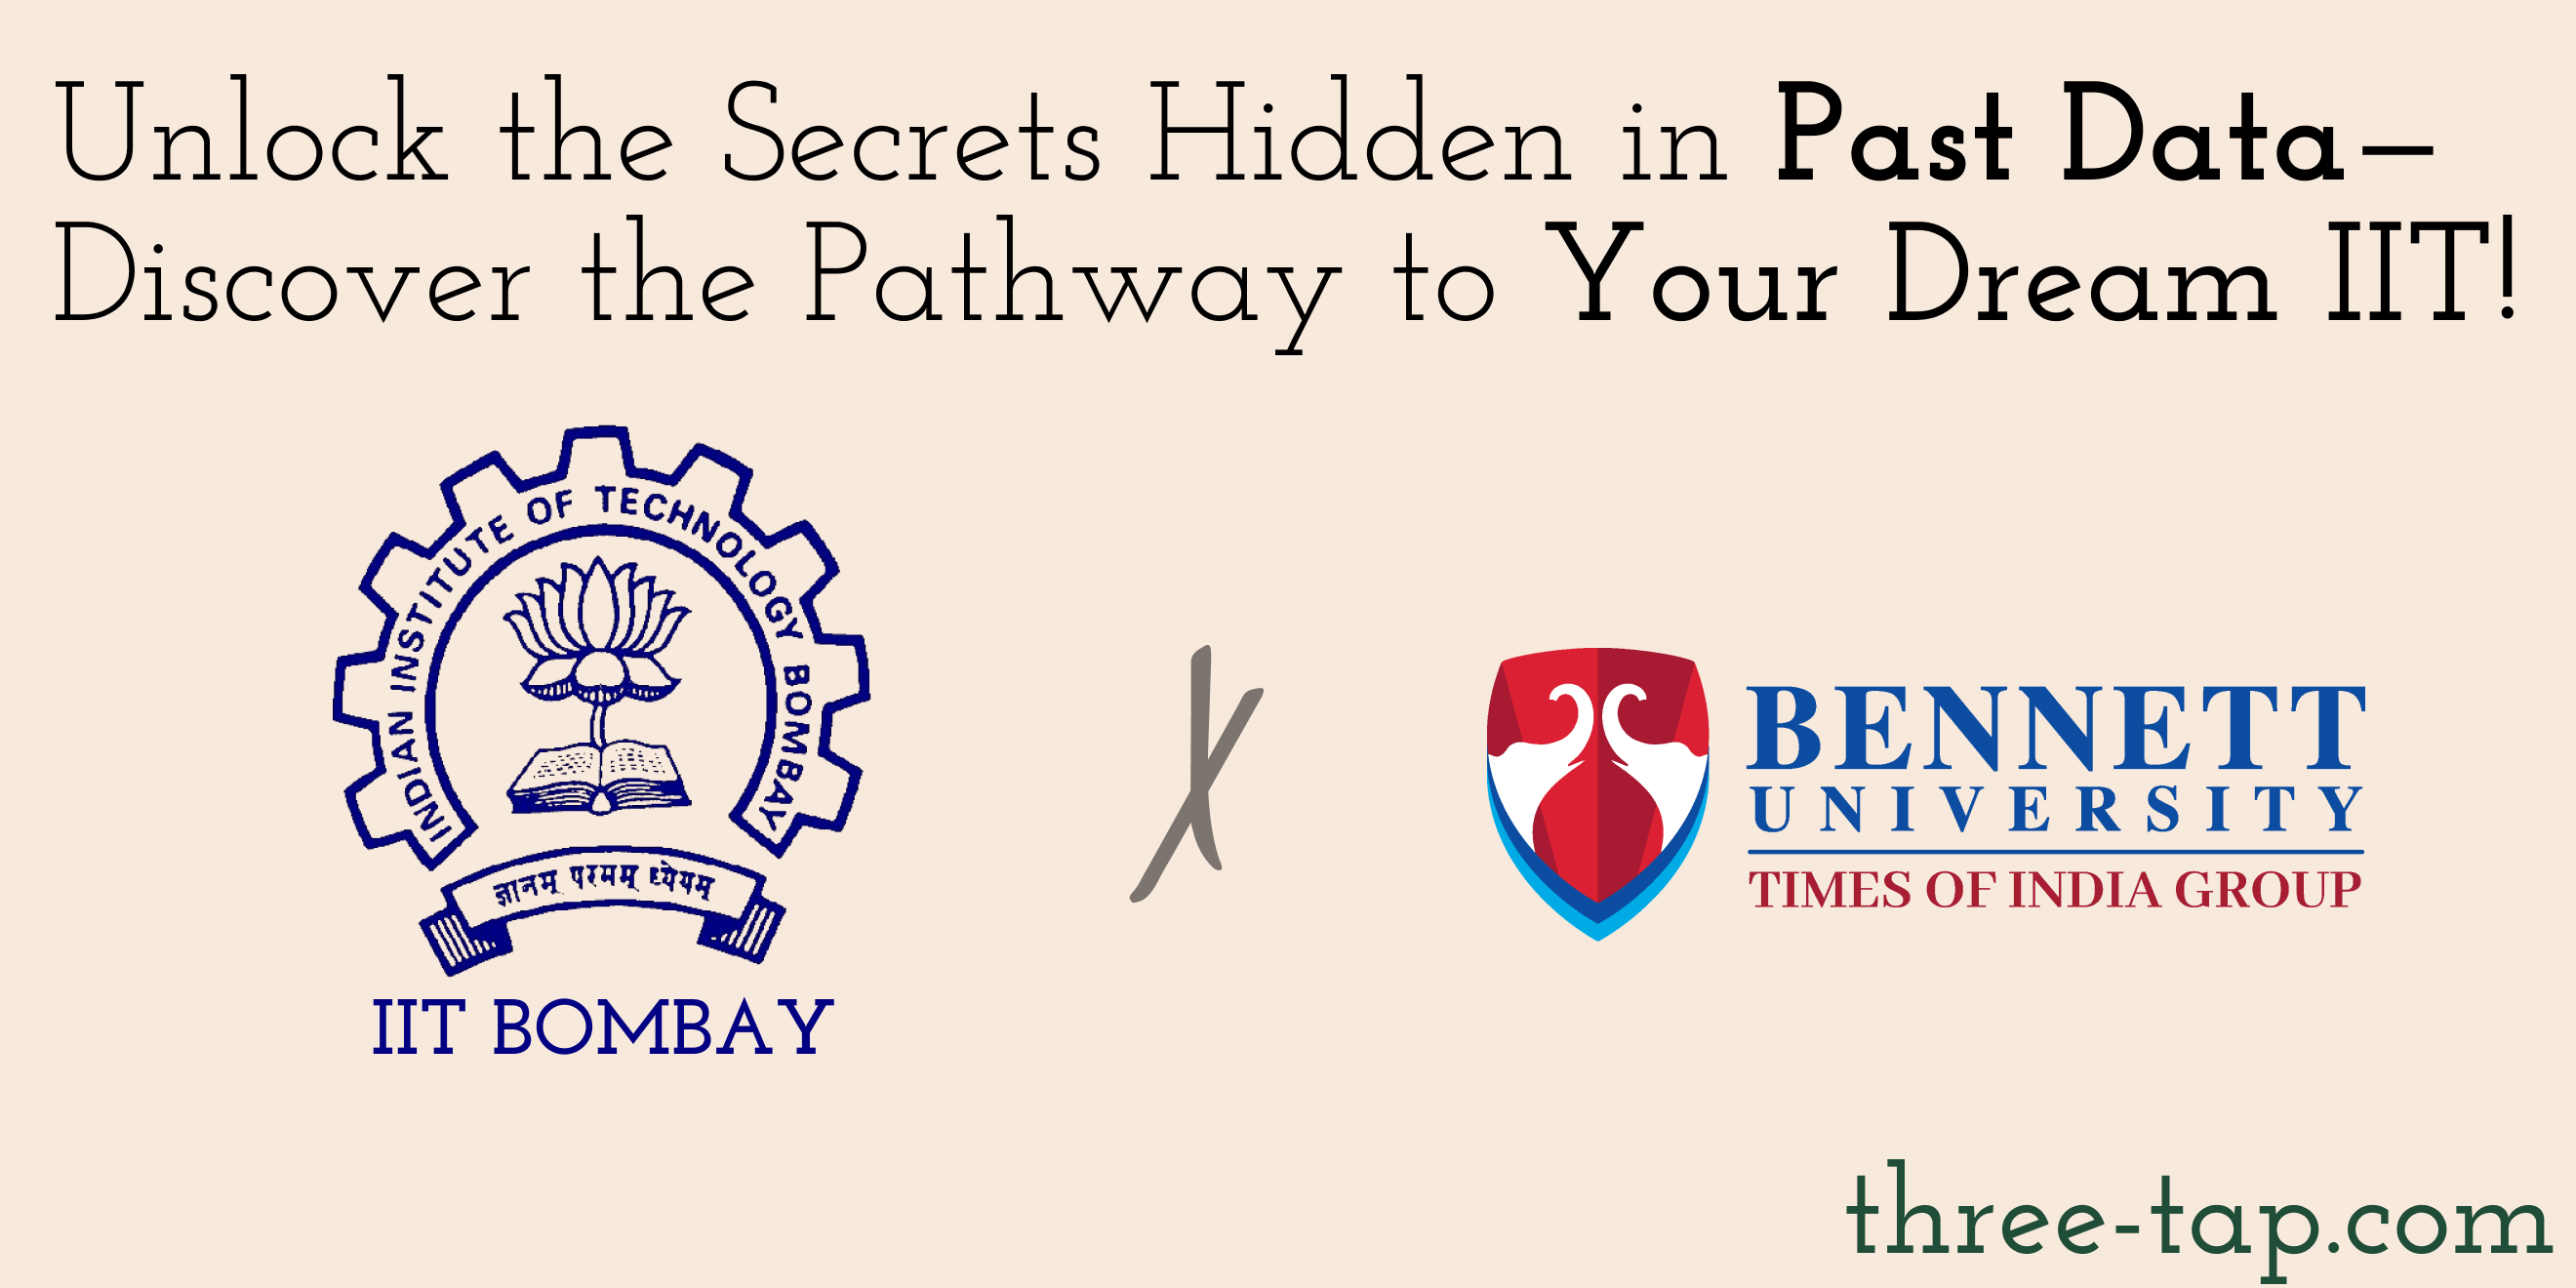 Unlock the Secrets Hidden in Past Data—
Discover the Pathway to Your Dream IIT!
INDIAN INSTITUTE OF TECHNOLOGY BOMBAY
ज्ञानम् परमम् ध्येयम्
IIT BOMBAY
X
BENNETT
UNIVERSITY
TIMES OF INDIA GROUP
three-tap.com